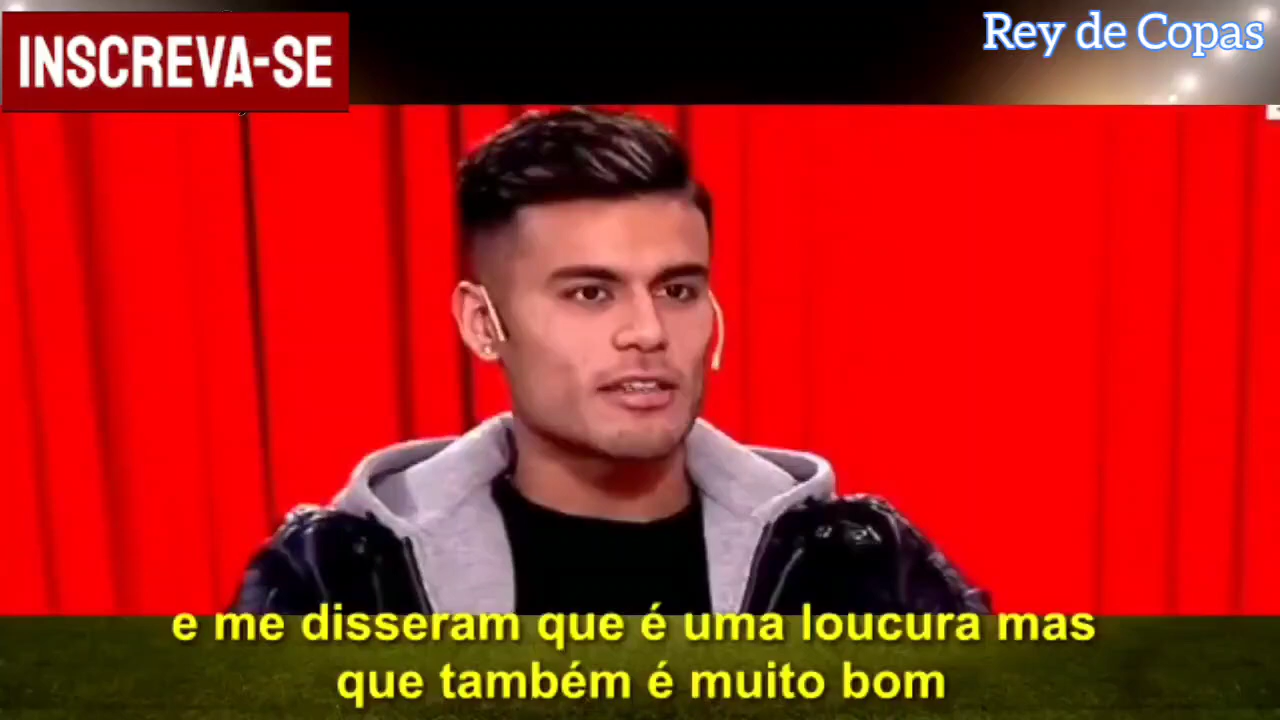 INSCREVA-SE
Rey de Copas
e me disseram que é uma loucura mas
que também é muito bom